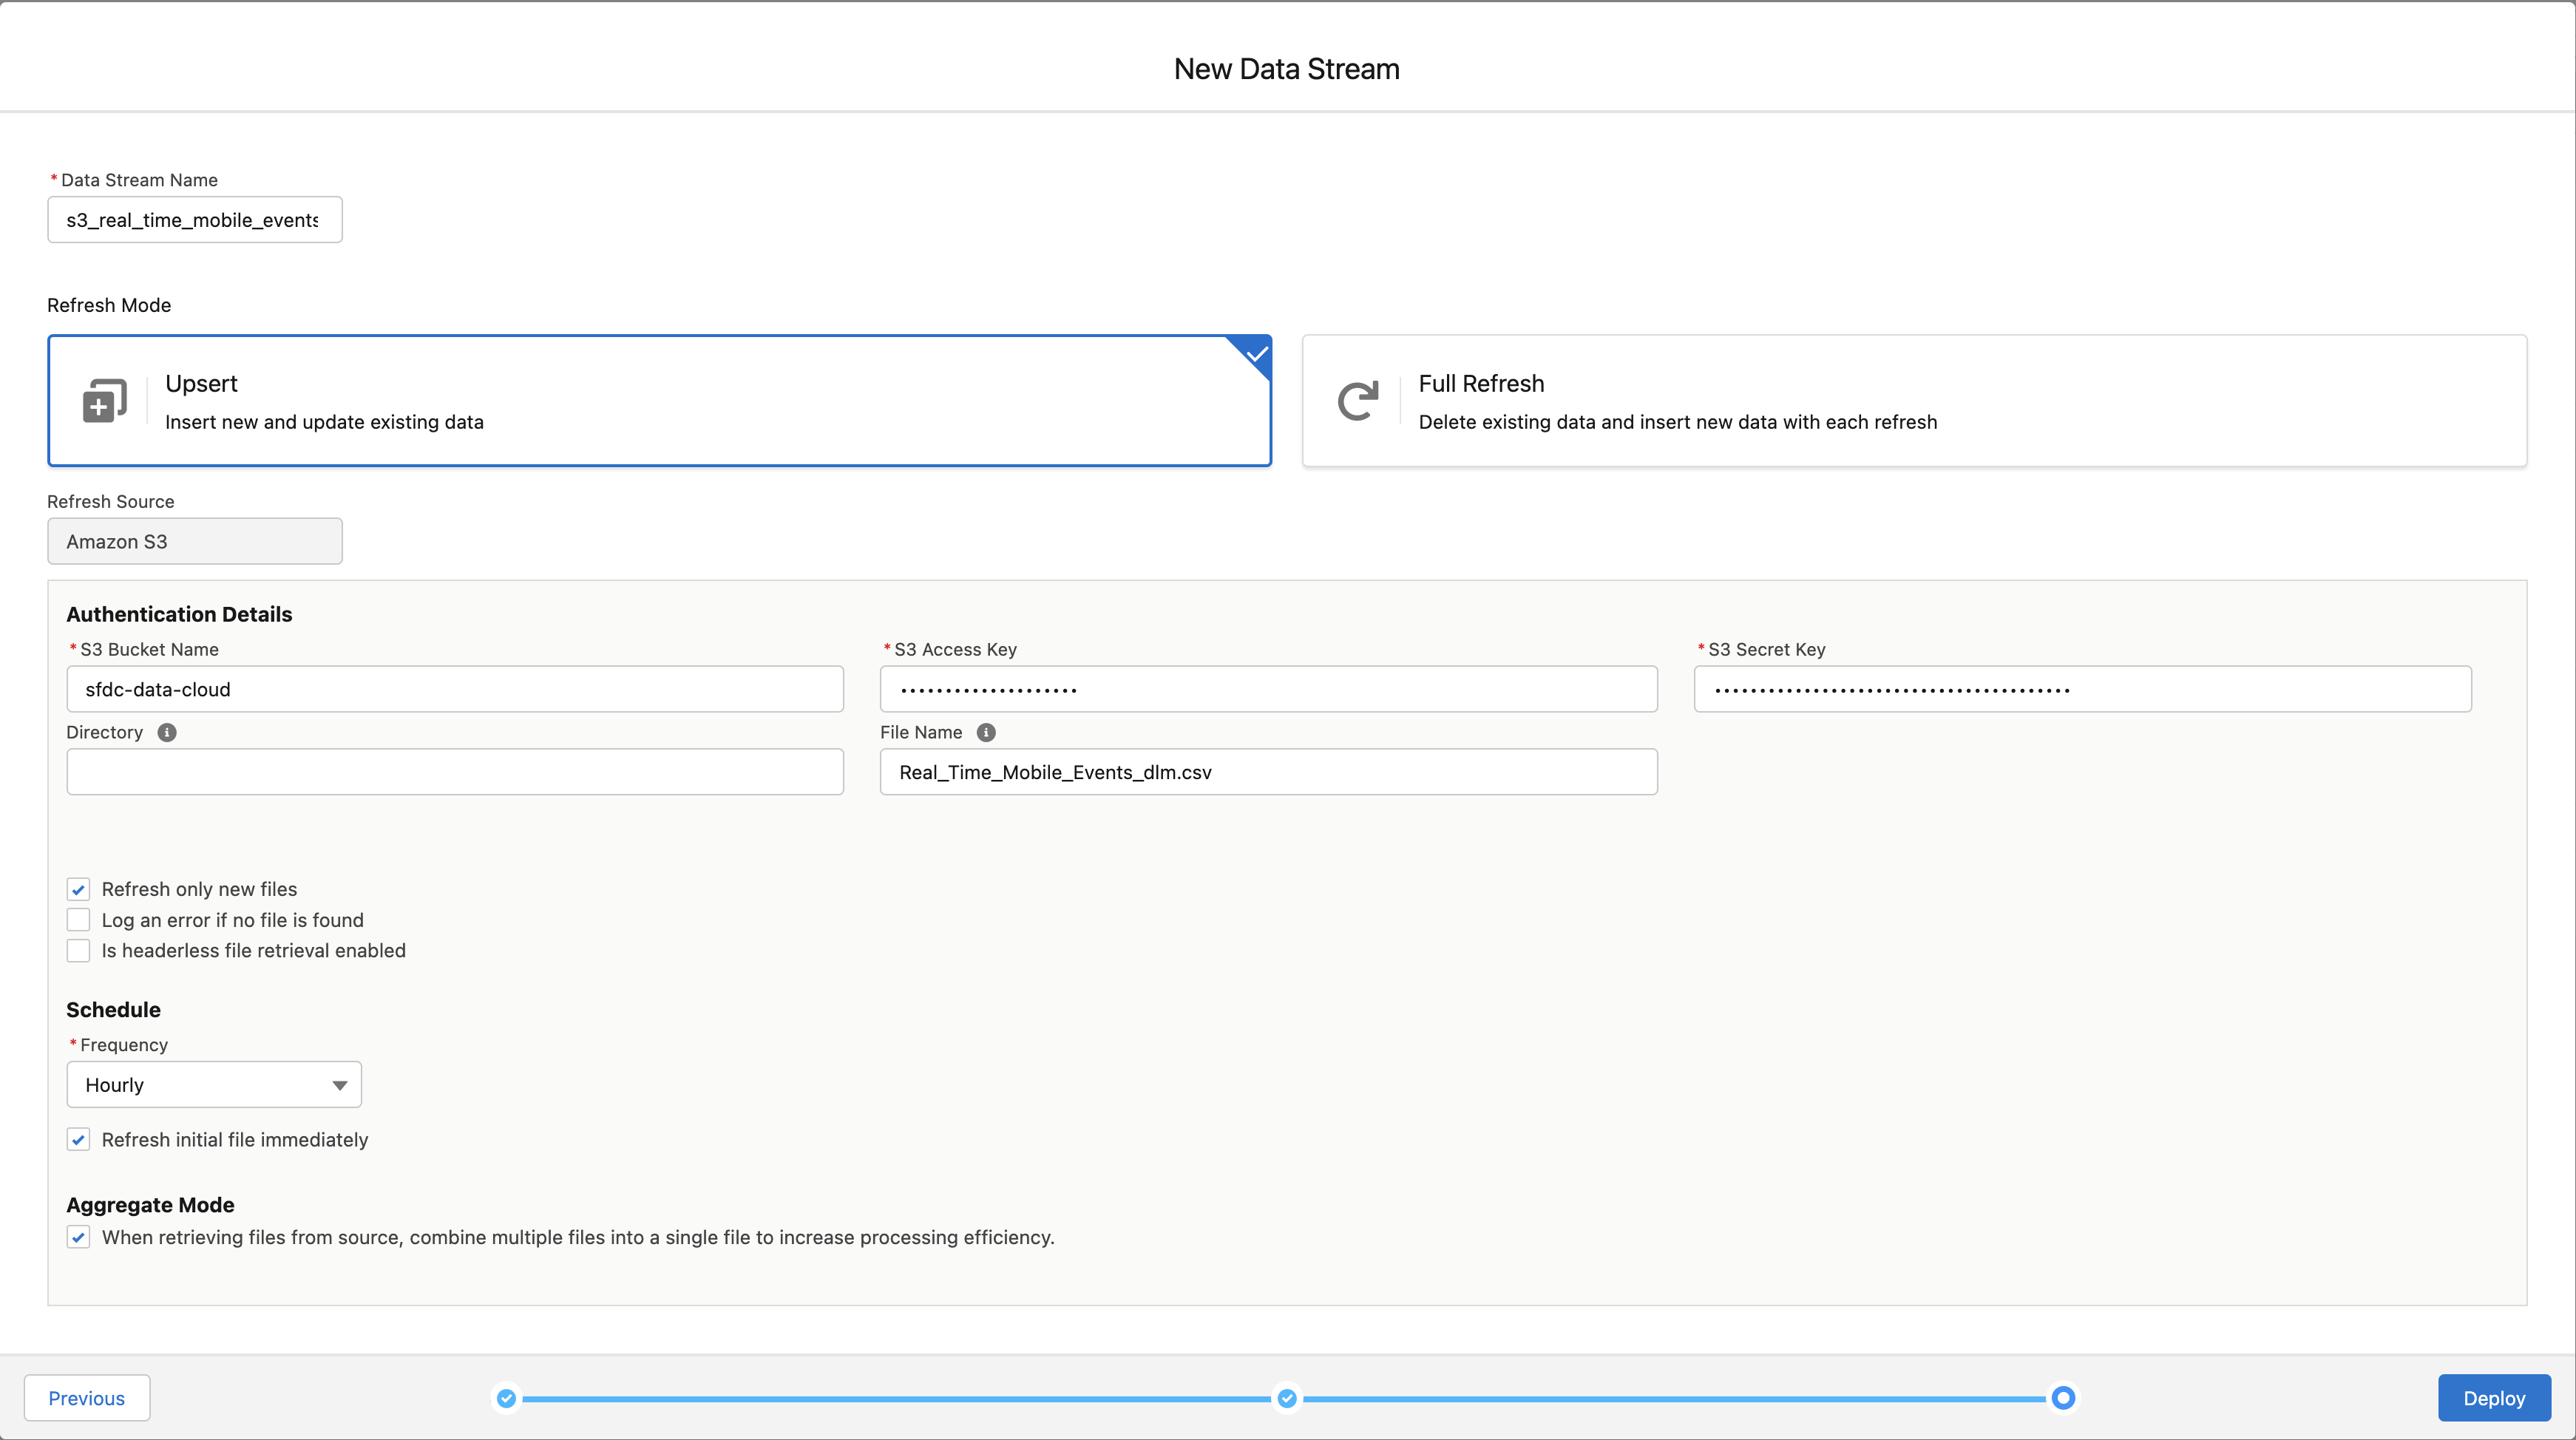 New Data Stream
* Data Stream Name
s3_real_time_mobile_events
Refresh Mode
Upsert
Insert new and update existing data
Full Refresh
Delete existing data and insert new data with each refresh
Refresh Source
Amazon S3
Authentication Details
* S3 Bucket Name
* S3 Access Key
* S3 Secret Key
sfdc-data-cloud
••••••••••••••••••••
••••••••••••••••••••••••••••••••••••••••
Directory
File Name
Real_Time_Mobile_Events_dlm.csv
Refresh only new files
Log an error if no file is found
Is headerless file retrieval enabled
Schedule
* Frequency
Hourly
Refresh initial file immediately
Aggregate Mode
When retrieving files from source, combine multiple files into a single file to increase processing efficiency.
Previous
Deploy